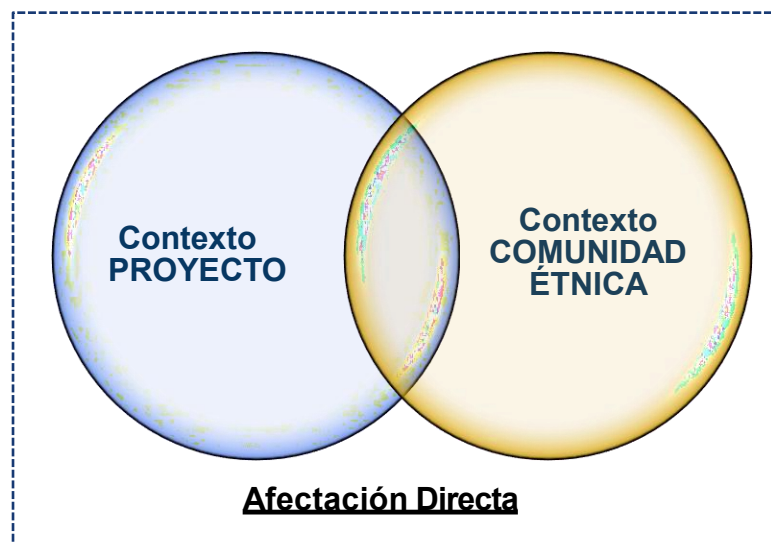 Contexto
PROYECTO
Contexto
COMUNIDAD
ÉTNICA
Afectación Directa